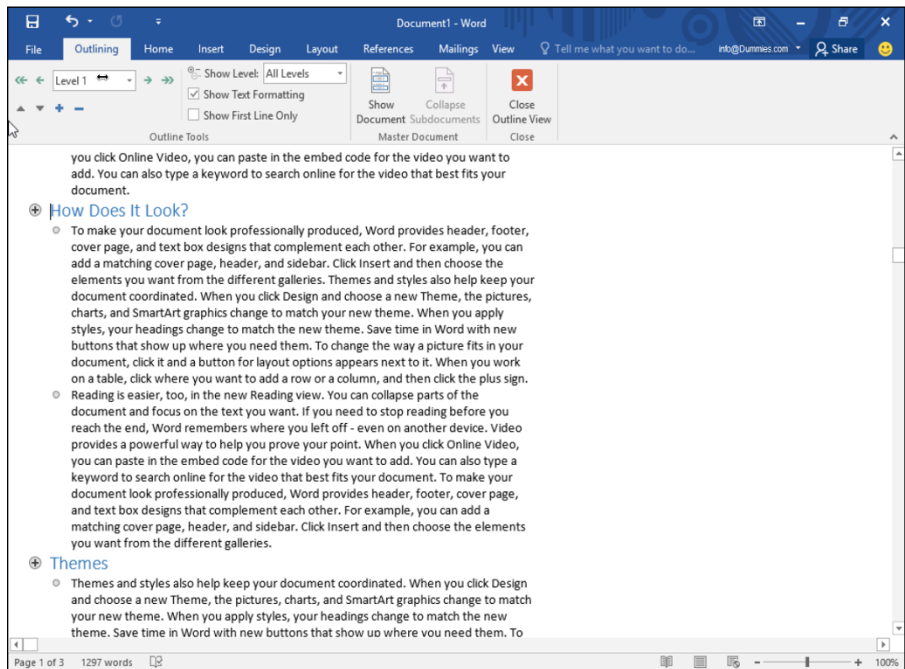 Document1 - Word
File Outlining Home Insert Design Layout References Mailings View Tell me what you want to do... info@Dummies.com Share
Level 1
Show Level: All Levels
Show Text Formatting
Show First Line Only
Outline Tools
Show Document
Collapse Subdocuments
Master Document
Close Outline View
Close
you click Online Video, you can paste in the embed code for the video you want to
add. You can also type a keyword to search online for the video that best fits your
document.
How Does It Look?
To make your document look professionally produced, Word provides header, footer,
cover page, and text box designs that complement each other. For example, you can
add a matching cover page, header, and sidebar. Click Insert and then choose the
elements you want from the different galleries. Themes and styles also help keep your
document coordinated. When you click Design and choose a new Theme, the pictures,
charts, and SmartArt graphics change to match your new theme. When you apply
styles, your headings change to match the new theme. Save time in Word with new
buttons that show up where you need them. To change the way a picture fits in your
document, click it and a button for layout options appears next to it. When you work
on a table, click where you want to add a row or a column, and then click the plus sign.
Reading is easier, too, in the new Reading view. You can collapse parts of the
document and focus on the text you want. If you need to stop reading before you
reach the end, Word remembers where you left off - even on another device. Video
provides a powerful way to help you prove your point. When you click Online Video,
you can paste in the embed code for the video you want to add. You can also type a
keyword to search online for the video that best fits your document. To make your
document look professionally produced, Word provides header, footer, cover page,
and text box designs that complement each other. For example, you can add a
matching cover page, header, and sidebar. Click Insert and then choose the elements
you want from the different galleries.
Themes
Themes and styles also help keep your document coordinated. When you click Design
and choose a new Theme, the pictures, charts, and SmartArt graphics change to match
your new theme. When you apply styles, your headings change to match the new
theme. Save time in Word with new buttons that show up where you need them. To
Page 1 of 3 1297 words 100%